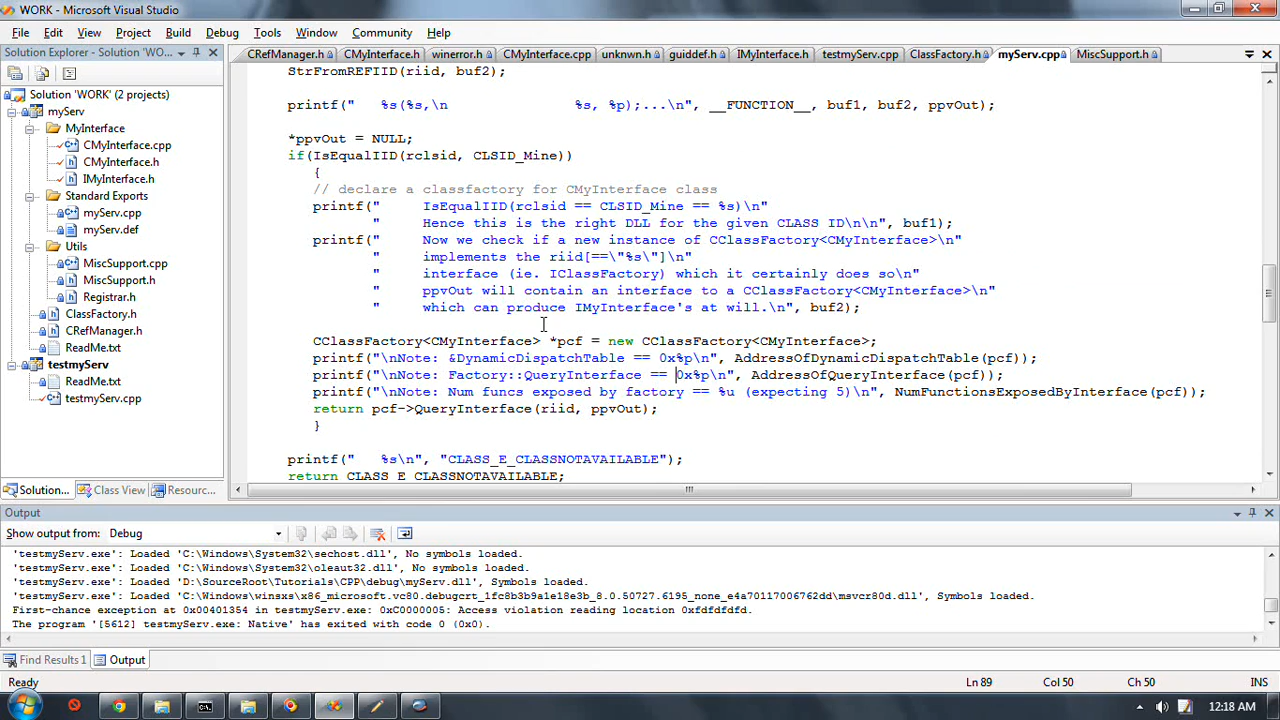 WORK - Microsoft Visual Studio
File Edit View Project Build Debug Tools Window Community Help
Solution Explorer - Solution 'WO...
CRefManager.h CMyInterface.h winerror.h CMyInterface.cpp unknwn.h guiddef.h IMyInterface.h testmyServ.cpp ClassFactory.h myServ.cpp MiscSupport.h
Solution 'WORK' (2 projects)
myServ
MyInterface
CMyInterface.cpp
CMyInterface.h
IMyInterface.h
Standard Exports
myServ.cpp
myServ.def
Utils
MiscSupport.cpp
MiscSupport.h
Registrar.h
ClassFactory.h
CRefManager.h
ReadMe.txt
testmyServ
ReadMe.txt
testmyServ.cpp
Solution... Class View Resourc...
StrFromREFIID(riid, buf2);
printf("   %s(%s,\n               %s, %p);...\n", __FUNCTION__, buf1, buf2, ppvOut);
*ppvOut = NULL;
if(IsEqualIID(rclsid, CLSID_Mine))
{
// declare a classfactory for CMyInterface class
printf("     IsEqualIID(rclsid == CLSID_Mine == %s)\n"
"     Hence this is the right DLL for the given CLASS ID\n\n", buf1);
printf("     Now we check if a new instance of CClassFactory<CMyInterface>\n"
"     implements the riid[==\"%s\"]\n"
"     interface (ie. IClassFactory) which it certainly does so\n"
"     ppvOut will contain an interface to a CClassFactory<CMyInterface>\n"
"     which can produce IMyInterface's at will.\n", buf2);
CClassFactory<CMyInterface> *pcf = new CClassFactory<CMyInterface>;
printf("\nNote: &DynamicDispatchTable == 0x%p\n", AddressOfDynamicDispatchTable(pcf));
printf("\nNote: Factory::QueryInterface == 0x%p\n", AddressOfQueryInterface(pcf));
printf("\nNote: Num funcs exposed by factory == %u (expecting 5)\n", NumFunctionsExposedByInterface(pcf));
return pcf->QueryInterface(riid, ppvOut);
}
printf("   %s\n", "CLASS_E_CLASSNOTAVAILABLE");
return CLASS_E_CLASSNOTAVAILABLE;
Output
Show output from: Debug
'testmyServ.exe': Loaded 'C:\Windows\System32\sechost.dll', No symbols loaded.
'testmyServ.exe': Loaded 'C:\Windows\System32\oleaut32.dll', No symbols loaded.
'testmyServ.exe': Loaded 'D:\SourceRoot\Tutorials\CPP\debug\myServ.dll', Symbols loaded.
'testmyServ.exe': Loaded 'C:\Windows\winsxs\x86_microsoft.vc80.debugcrt_1fc8b3b9a1e18e3b_8.0.50727.6195_none_e4a70117006762dd\msvcr80d.dll', Symbols loaded.
First-chance exception at 0x00401354 in testmyServ.exe: 0xC0000005: Access violation reading location 0xfdfdfdfd.
The program '[5612] testmyServ.exe: Native' has exited with code 0 (0x0).
Find Results 1 Output
Ready Ln 89 Col 50 Ch 50 INS
12:18 AM